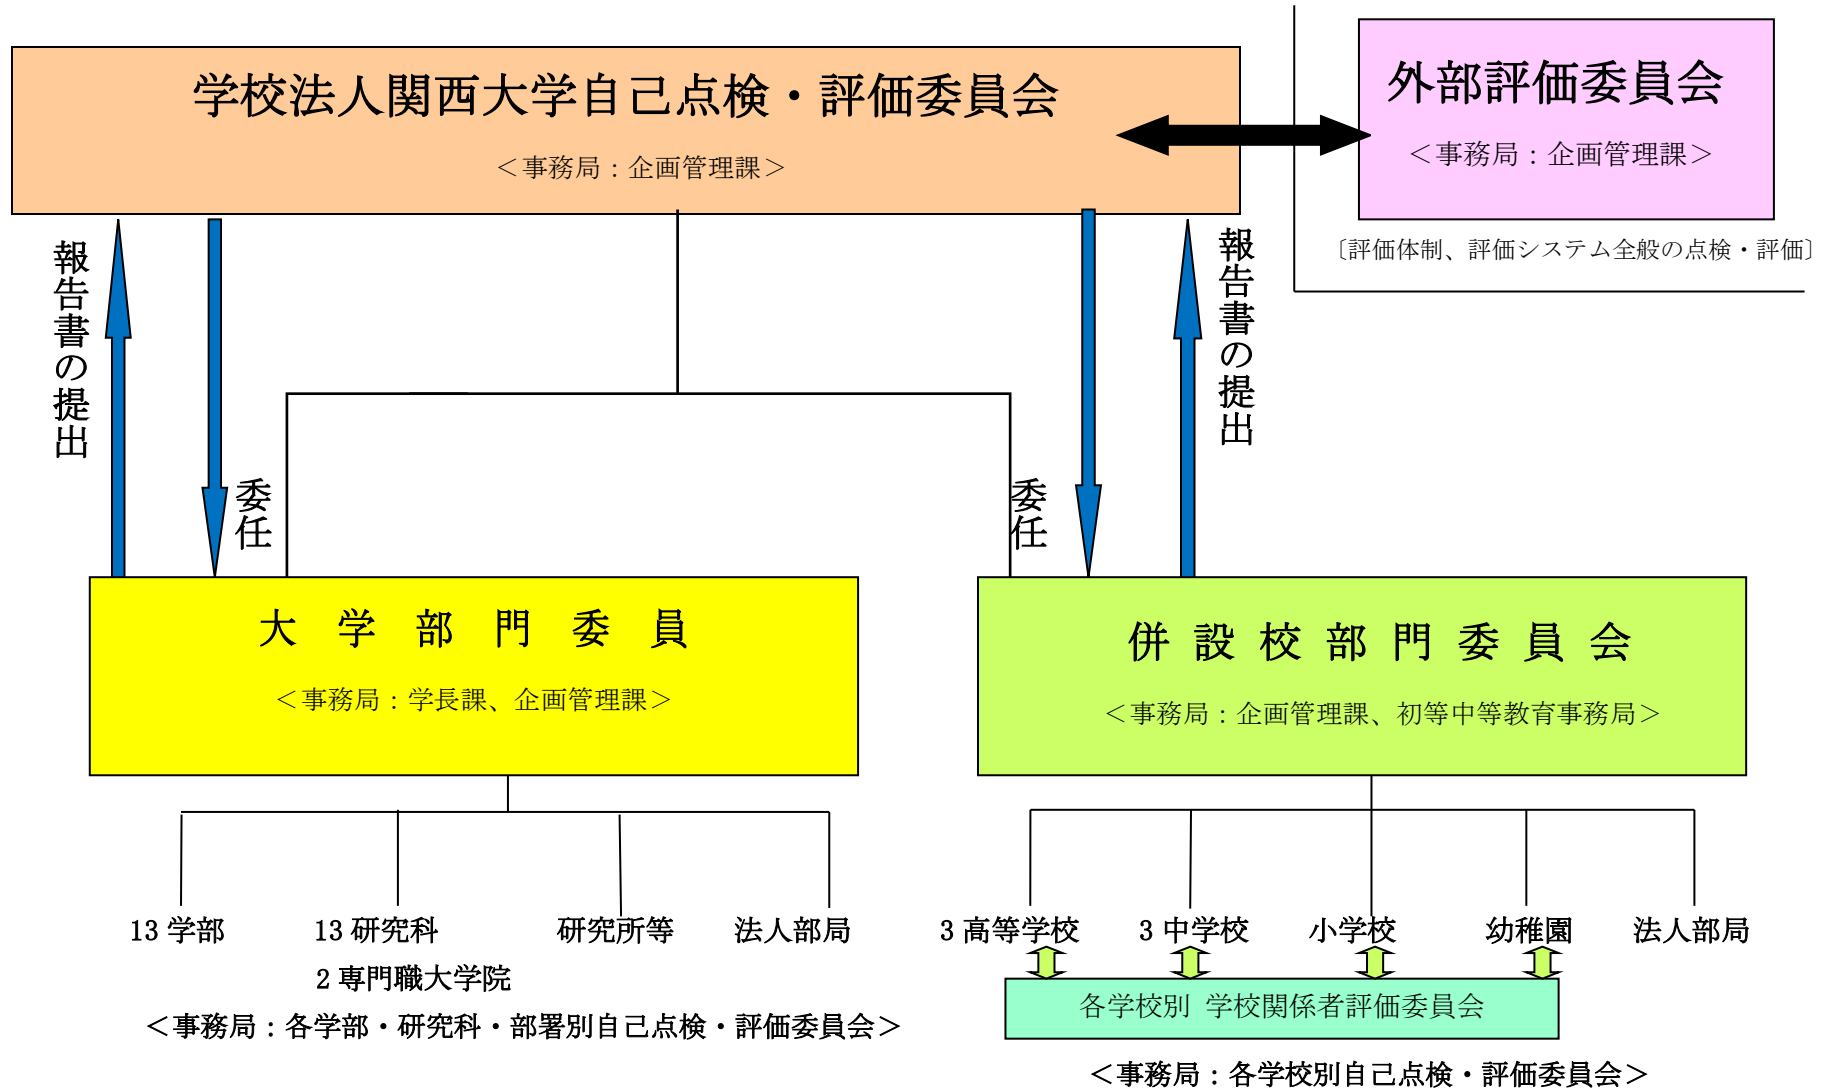 学校法人関西大学自己点検・評価委員会
＜事務局：企画管理課＞
外部評価委員会
＜事務局：企画管理課＞
〔評価体制、評価システム全般の点検・評価〕
報告書の提出
委任
委任
報告書の提出
大学部門委員
＜事務局：学長課、企画管理課＞
併設校部門委員会
＜事務局：企画管理課、初等中等教育事務局＞
13学部
13研究科
研究所等
法人部局
2専門職大学院
＜事務局：各学部・研究科・部署別自己点検・評価委員会＞
3高等学校
3中学校
小学校
幼稚園
法人部局
各学校別 学校関係者評価委員会
＜事務局：各学校別自己点検・評価委員会＞